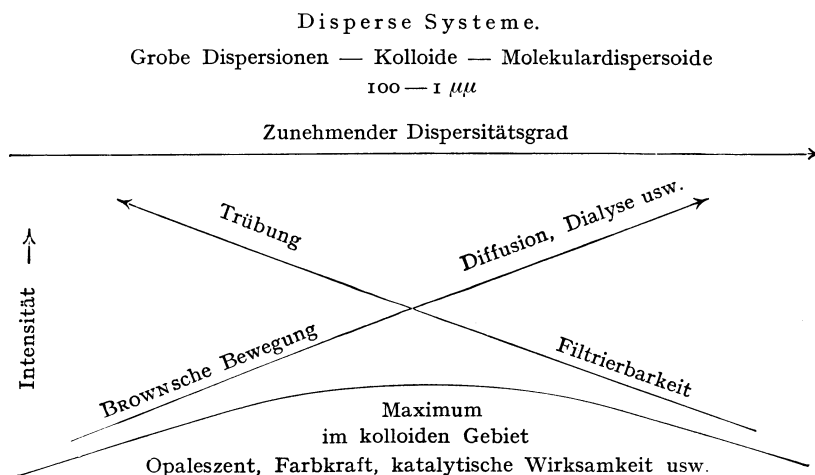 Disperse Systeme.
Grobe Dispersionen — Kolloide — Molekulardispersoide
100 — 1 μμ
Zunehmender Dispersitätsgrad
Trübung
Diffusion, Dialyse usw.
Intensität
BROWNsche Bewegung
Filtrierbarkeit
Maximum
im kolloiden Gebiet
Opaleszent, Farbkraft, katalytische Wirksamkeit usw.